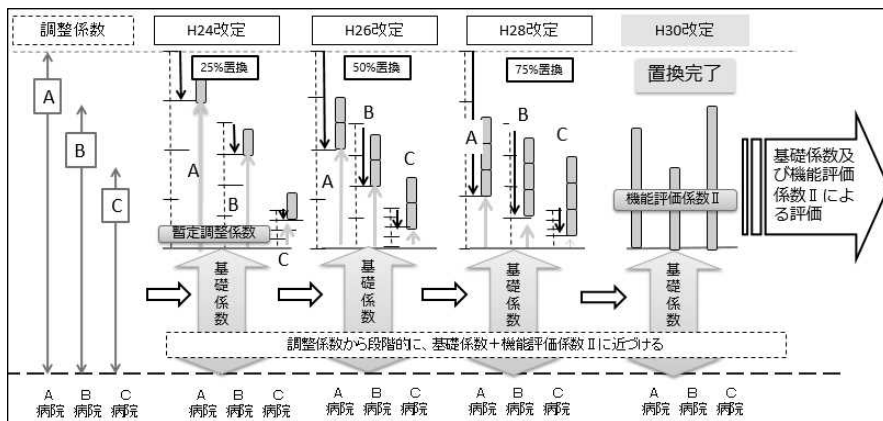 調整係数
H24改定
H26改定
H28改定
H30改定
25%置換
50%置換
75%置換
置換完了
A
B
C
A
B
C
A
B
C
A
B
C
暫定調整係数
機能評価係数Ⅱ
基礎係数及
び機能評価
係数Ⅱによ
る評価
基礎係数
基礎係数
基礎係数
基礎係数
調整係数から段階的に、基礎係数＋機能評価係数Ⅱに近づける
A
病院
B
病院
C
病院
A
病院
B
病院
C
病院
A
病院
B
病院
C
病院
A
病院
B
病院
C
病院
A
病院
B
病院
C
病院